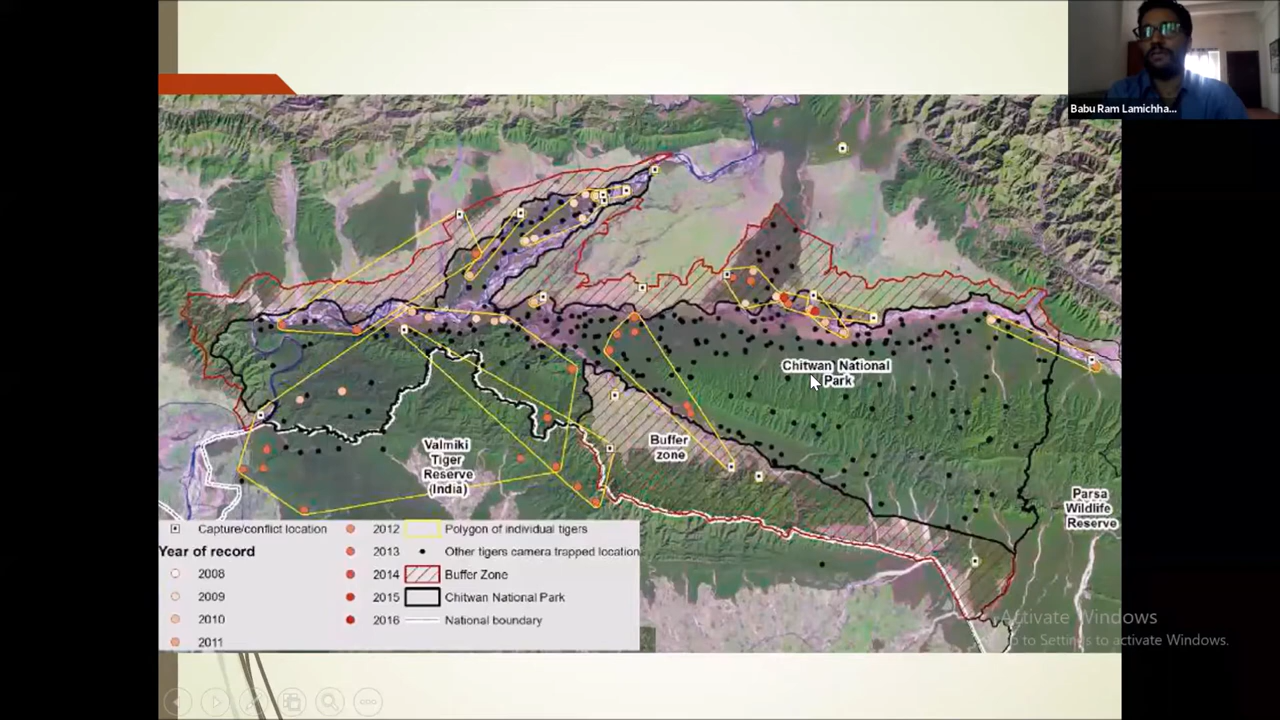 Babu Ram Lamichha...
Chitwan National
Park
Buffer
zone
Valmiki
Tiger
Reserve
(India)
Parsa
Wildlife
Reserve
Capture/conflict location
Year of record
2008
2009
2010
2011
2012
2013
2014
2015
2016
Polygon of individual tigers
Other tigers camera trapped location
Buffer Zone
Chitwan National Park
National boundary
Activate Windows
Go to Settings to activate Windows.